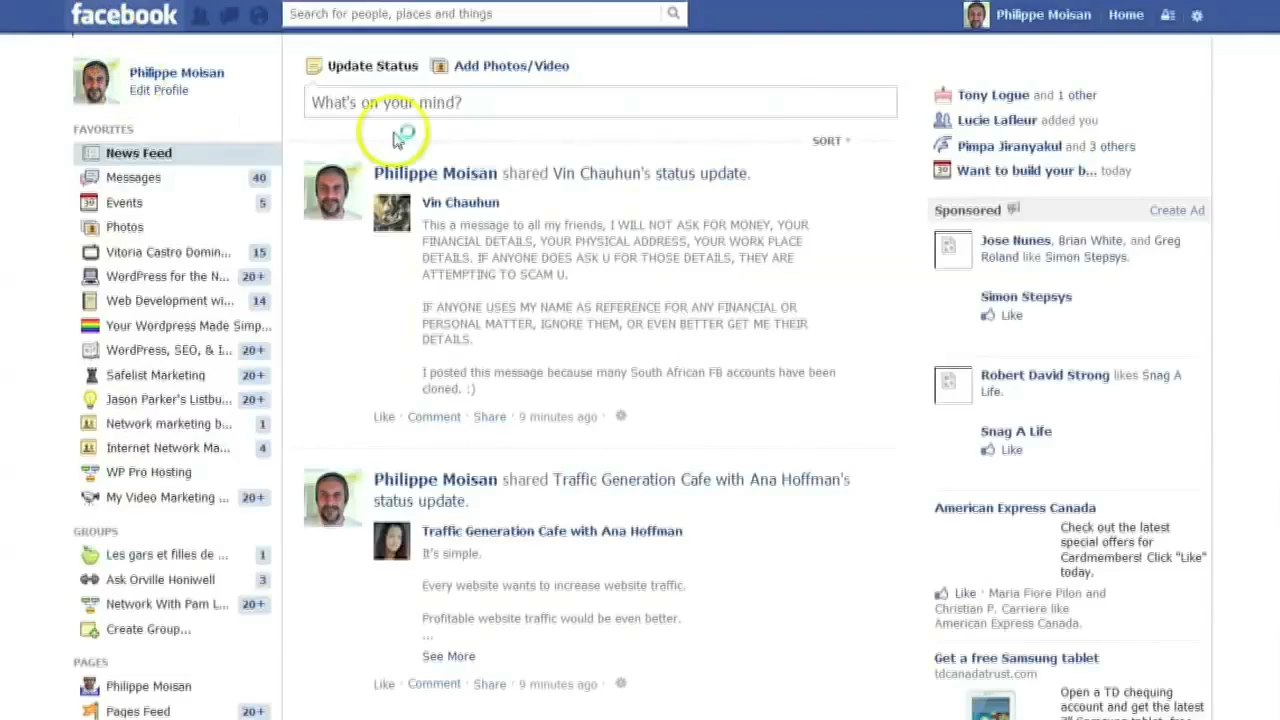 facebook
Search for people, places and things
Philippe Moisan
Home
Philippe Moisan
Edit Profile
FAVORITES
News Feed
Messages 40
Events 5
Photos
Vitoria Castro Domin... 15
WordPress for the N... 20+
Web Development wi... 14
Your Wordpress Made Simp...
WordPress, SEO, & I... 20+
Safelist Marketing 20+
Jason Parker's Listbu... 20+
Network marketing b... 1
Internet Network Ma... 4
WP Pro Hosting
My Video Marketing ... 20+
GROUPS
Les gars et filles de ... 1
Ask Orville Honiwell 3
Network With Pam L... 20+
Create Group...
PAGES
Philippe Moisan
Pages Feed 20+
Update Status
Add Photos/Video
What's on your mind?
SORT
Philippe Moisan shared Vin Chauhun's status update.
Vin Chauhun
This a message to all my friends, I WILL NOT ASK FOR MONEY, YOUR
FINANCIAL DETAILS, YOUR PHYSICAL ADDRESS, YOUR WORK PLACE
DETAILS. IF ANYONE DOES ASK U FOR THOSE DETAILS, THEY ARE
ATTEMPTING TO SCAM U.
IF ANYONE USES MY NAME AS REFERENCE FOR ANY FINANCIAL OR
PERSONAL MATTER, IGNORE THEM, OR EVEN BETTER GET ME THEIR
DETAILS.
I posted this message because many South African FB accounts have been
cloned. :)
Like · Comment · Share · 9 minutes ago ·
Philippe Moisan shared Traffic Generation Cafe with Ana Hoffman's
status update.
Traffic Generation Cafe with Ana Hoffman
It's simple.
Every website wants to increase website traffic.
Profitable website traffic would be even better.
...
See More
Like · Comment · Share · 9 minutes ago ·
Tony Logue and 1 other
Lucie Lafleur added you
Pimpa Jiranyakul and 3 others
Want to build your b... today
Sponsored
Create Ad
Jose Nunes, Brian White, and Greg
Roland like Simon Stepsys.
Simon Stepsys
Like
Robert David Strong likes Snag A
Life.
Snag A Life
Like
American Express Canada
Check out the latest
special offers for
Cardmembers! Click "Like"
today.
Like · Maria Fiore Pilon and
Christian P. Carriere like
American Express Canada.
Get a free Samsung tablet
tdcanadatrust.com
Open a TD chequing
account and get the latest